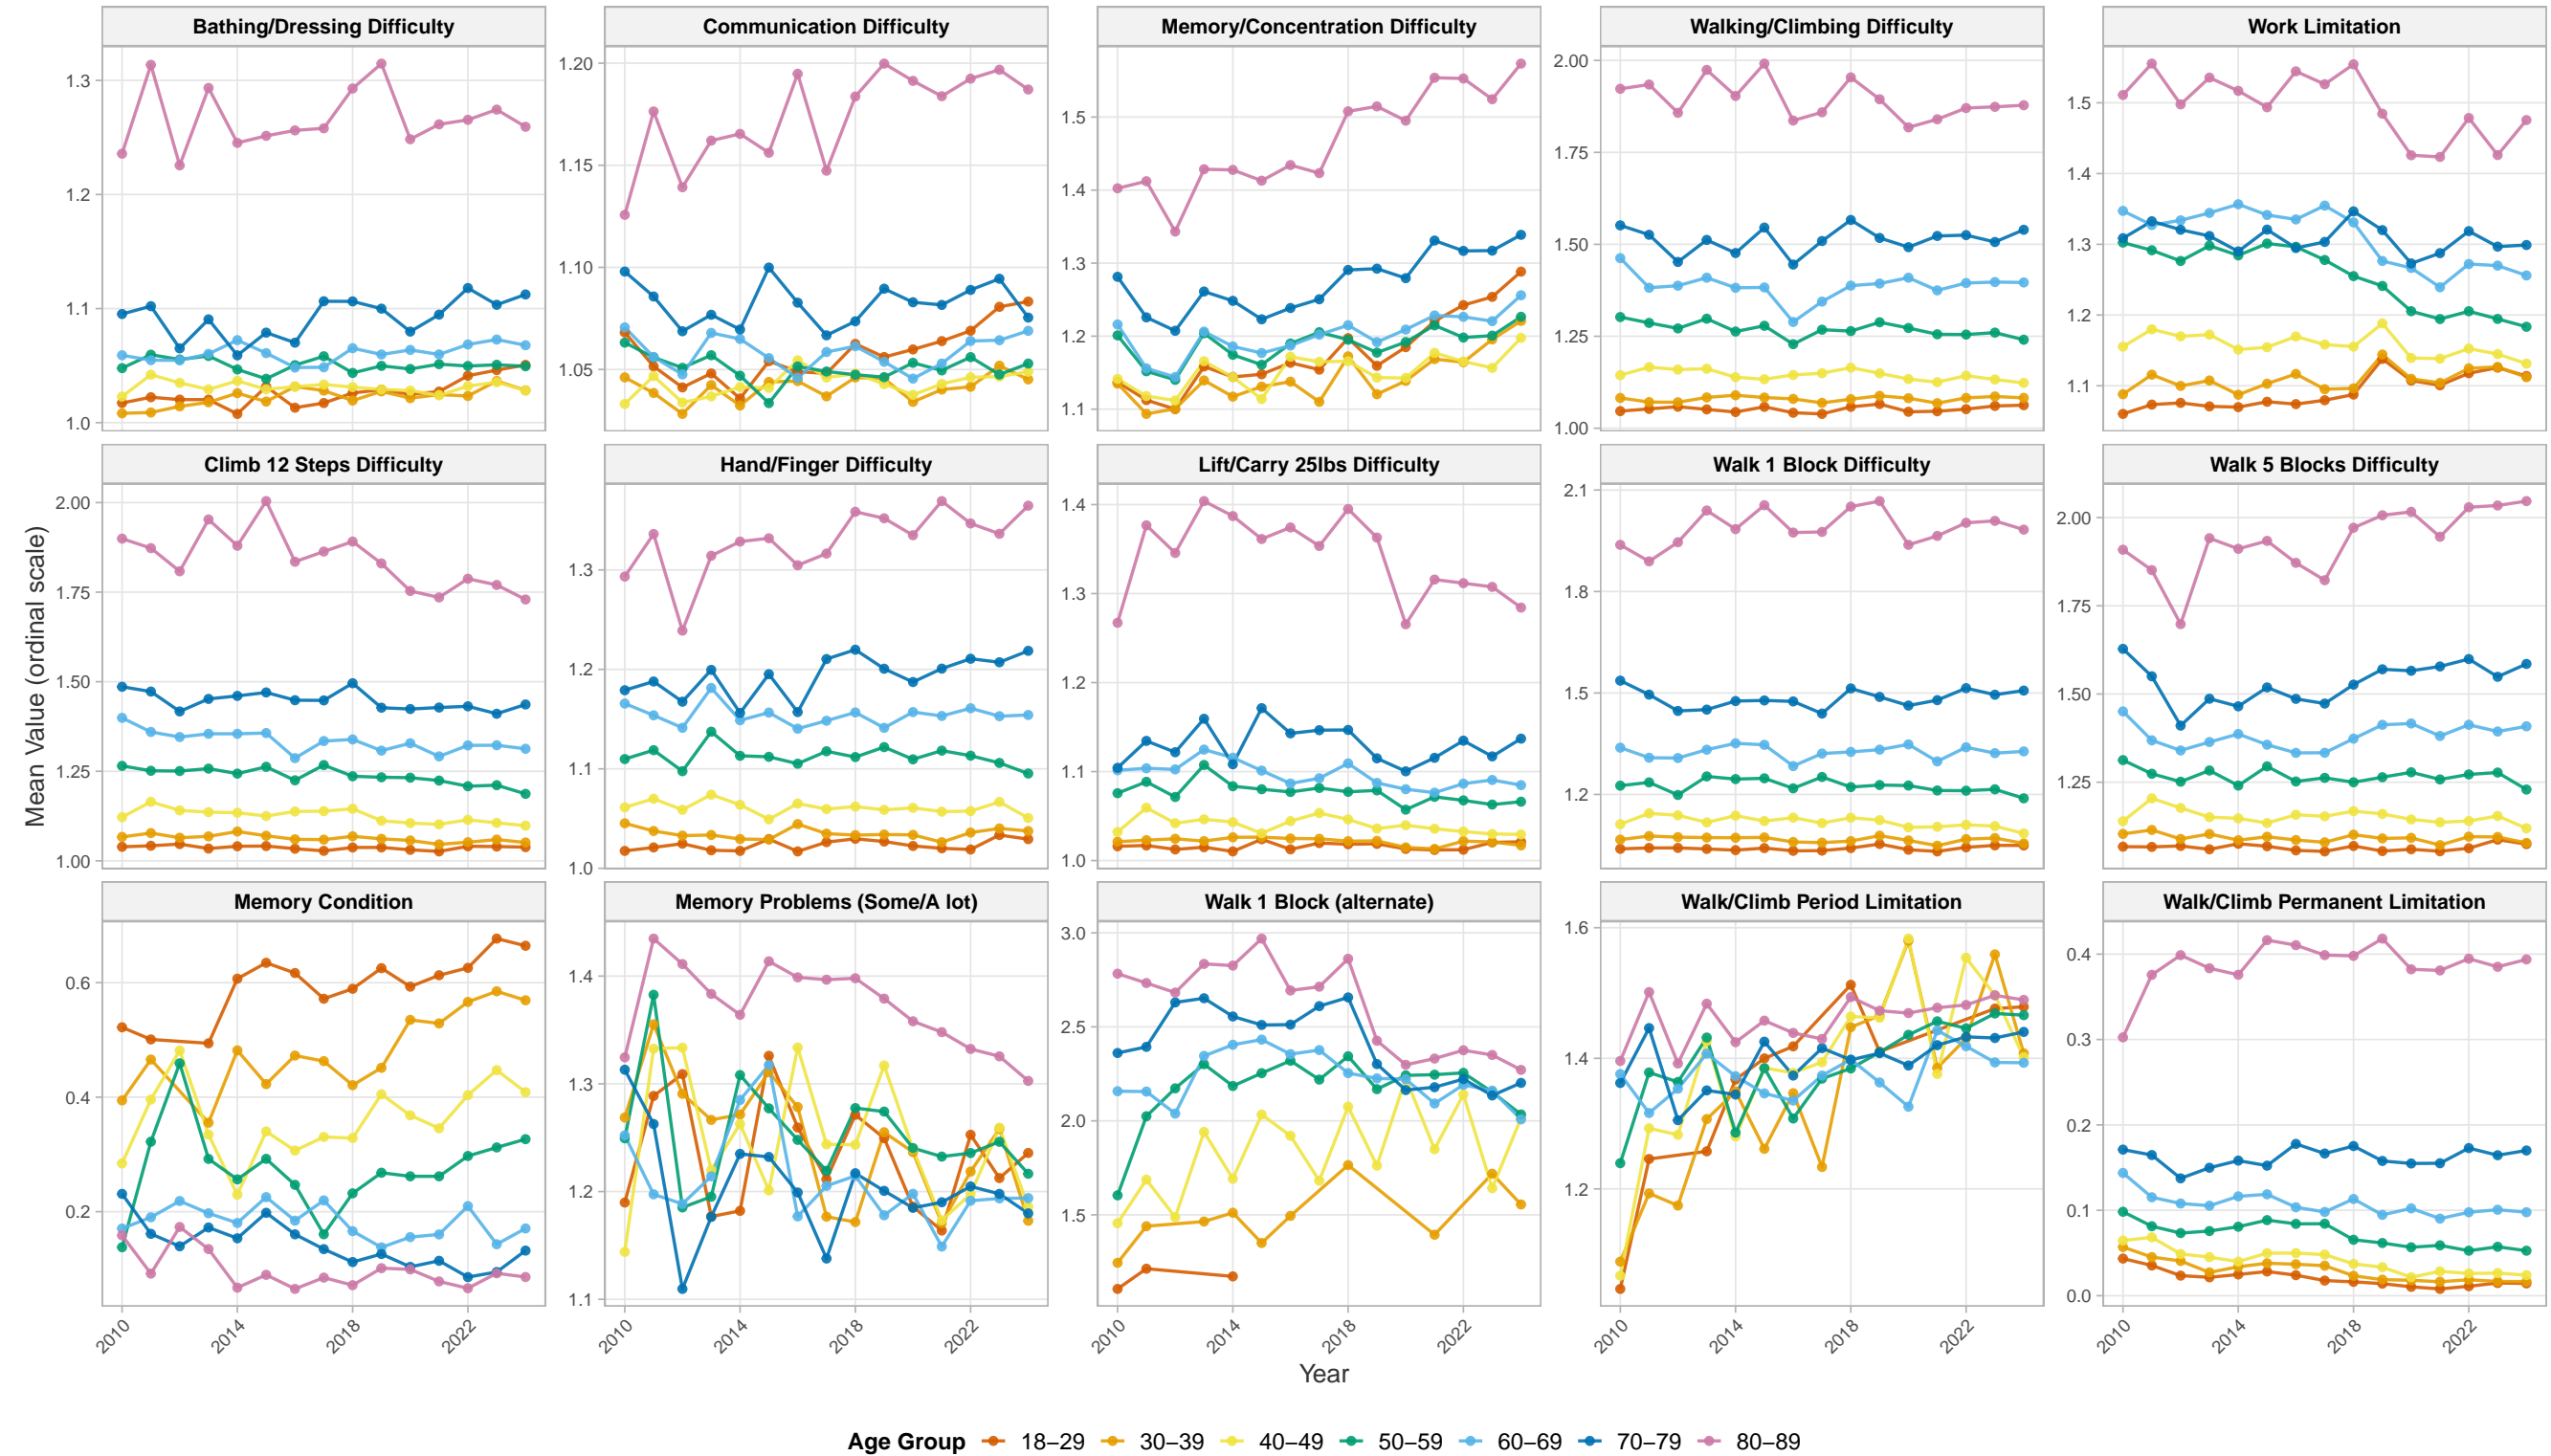 Bathing/Dressing Difficulty
Communication Difficulty
Memory/Concentration Difficulty
Walking/Climbing Difficulty
Work Limitation
1.3
1.2
1.1
1.0
1.20
1.15
1.10
1.05
1.5
1.4
1.3
1.2
1.1
2.00
1.75
1.50
1.25
1.00
1.5
1.4
1.3
1.2
1.1
Climb 12 Steps Difficulty
Hand/Finger Difficulty
Lift/Carry 25lbs Difficulty
Walk 1 Block Difficulty
Walk 5 Blocks Difficulty
2.00
1.75
1.50
1.25
1.00
1.3
1.2
1.1
1.0
1.4
1.3
1.2
1.1
1.0
2.1
1.8
1.5
1.2
2.00
1.75
1.50
1.25
Mean Value (ordinal scale)
Memory Condition
Memory Problems (Some/A lot)
Walk 1 Block (alternate)
Walk/Climb Period Limitation
Walk/Climb Permanent Limitation
0.6
0.4
0.2
1.4
1.3
1.2
1.1
3.0
2.5
2.0
1.5
1.6
1.4
1.2
0.4
0.3
0.2
0.1
0.0
2010 2014 2018 2022
2010 2014 2018 2022
2010 2014 2018 2022
2010 2014 2018 2022
2010 2014 2018 2022
Year
Age Group 18–29 30–39 40–49 50–59 60–69 70–79 80–89